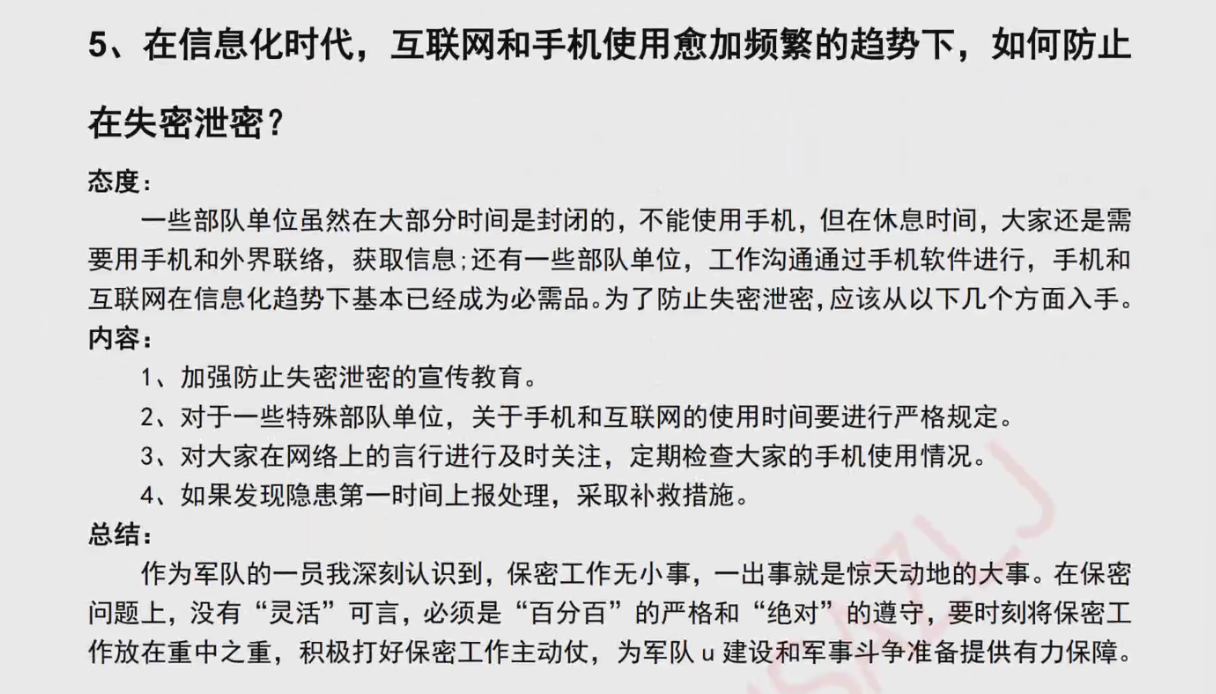 5、在信息化时代，互联网和手机使用愈加频繁的趋势下，如何防止
在失密泄密？
态度：
一些部队单位虽然在大部分时间是封闭的，不能使用手机，但在休息时间，大家还是需
要用手机和外界联络，获取信息;还有一些部队单位，工作沟通通过手机软件进行，手机和
互联网在信息化趋势下基本已经成为必需品。为了防止失密泄密，应该从以下几个方面入手。
内容：
1、加强防止失密泄密的宣传教育。
2、对于一些特殊部队单位，关于手机和互联网的使用时间要进行严格规定。
3、对大家在网络上的言行进行及时关注，定期检查大家的手机使用情况。
4、如果发现隐患第一时间上报处理，采取补救措施。
总结：
作为军队的一员我深刻认识到，保密工作无小事，一出事就是惊天动地的大事。在保密
问题上，没有“灵活”可言，必须是“百分百”的严格和“绝对”的遵守，要时刻将保密工
作放在重中之重，积极打好保密工作主动仗，为军队u建设和军事斗争准备提供有力保障。